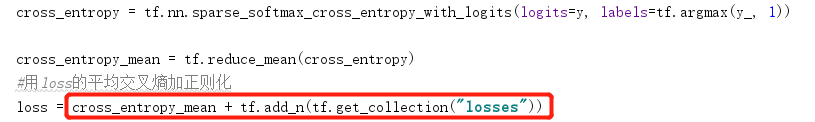 cross_entropy = tf.nn.sparse_softmax_cross_entropy_with_logits(logits=y, labels=tf.argmax(y_, 1))
cross_entropy_mean = tf.reduce_mean(cross_entropy)
#用loss的平均交叉熵加正则化
loss = cross_entropy_mean + tf.add_n(tf.get_collection("losses"))